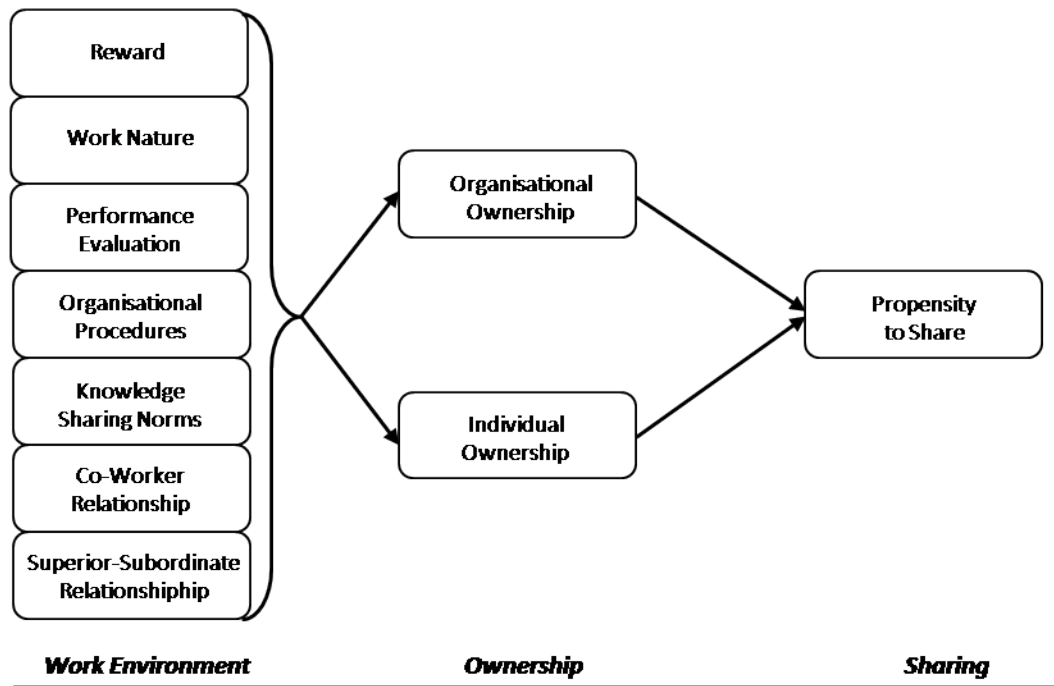 Reward
Work Nature
Performance
Evaluation
Organisational
Procedures
Knowledge
Sharing Norms
Co-Worker
Relationship
Superior-Subordinate
Relationshiphip
Organisational
Ownership
Individual
Ownership
Propensity
to Share
Work Environment
Ownership
Sharing